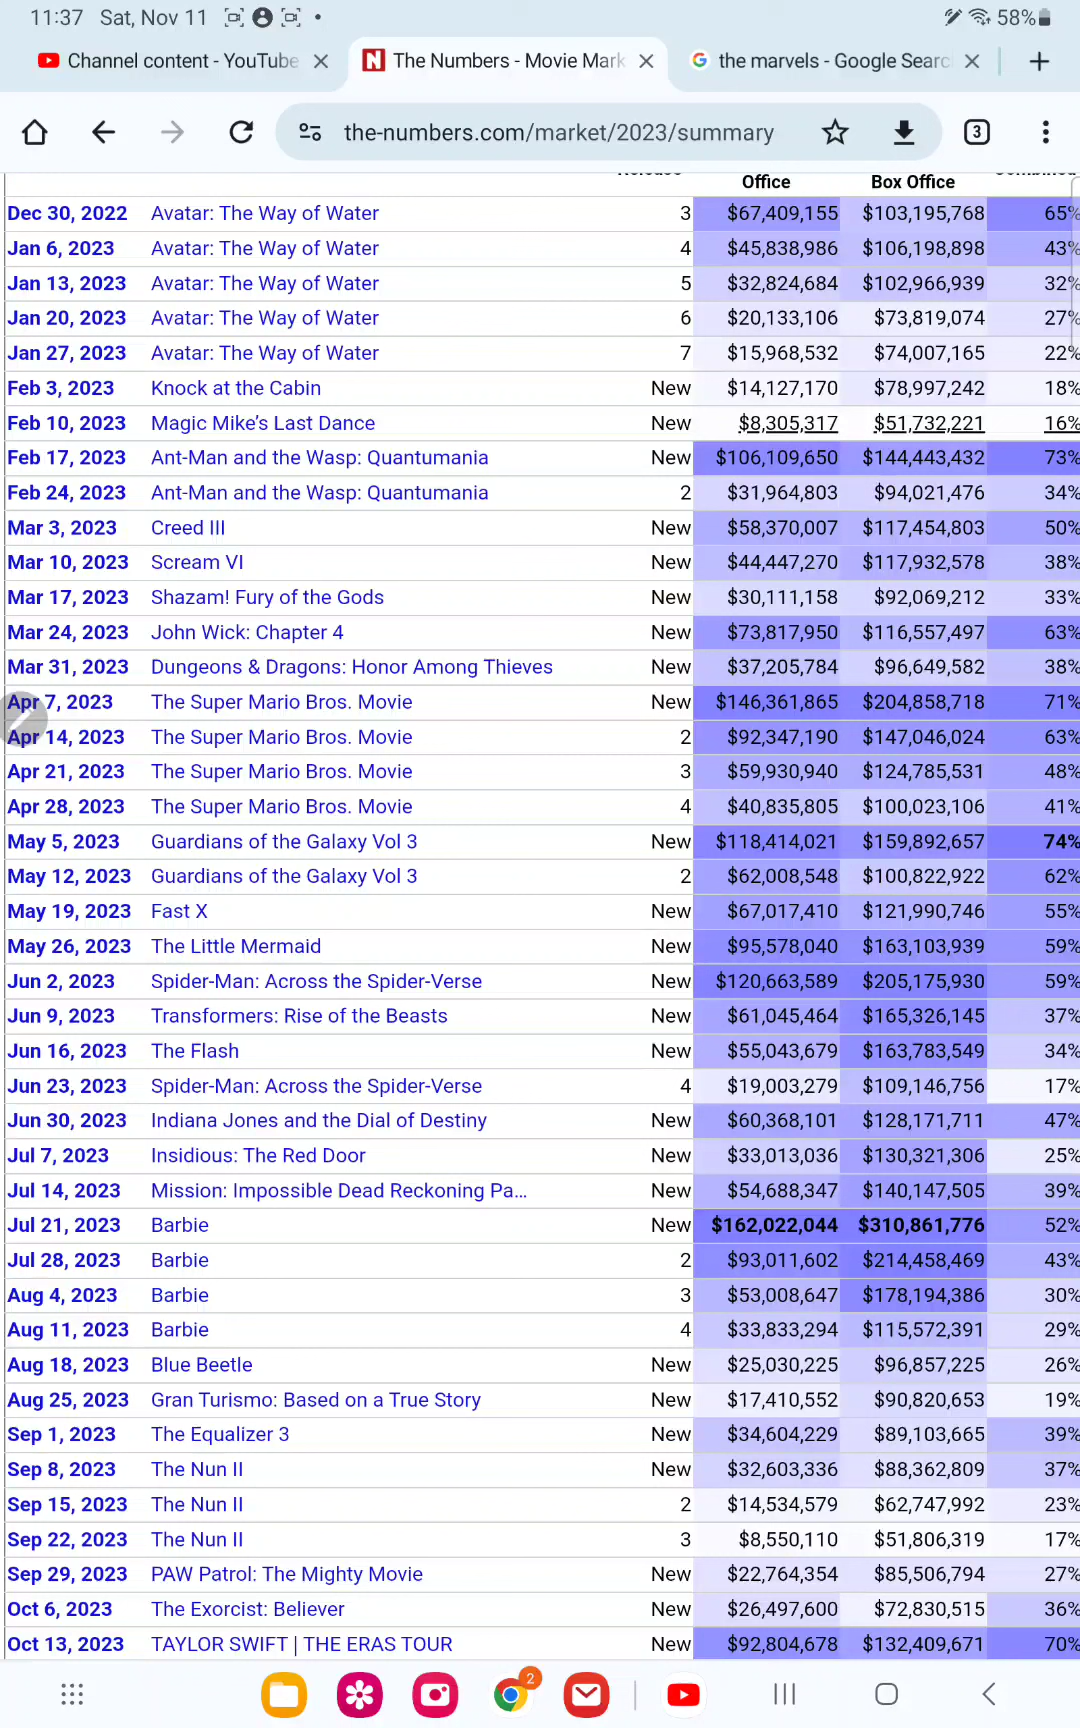 11:37 Sat, Nov 11 58%
Channel content - YouTube The Numbers - Movie Mark the marvels - Google Searc
the-numbers.com/market/2023/summary 3
Office Box Office
Dec 30, 2022 Avatar: The Way of Water 3 $67,409,155 $103,195,768 65%
Jan 6, 2023 Avatar: The Way of Water 4 $45,838,986 $106,198,898 43%
Jan 13, 2023 Avatar: The Way of Water 5 $32,824,684 $102,966,939 32%
Jan 20, 2023 Avatar: The Way of Water 6 $20,133,106 $73,819,074 27%
Jan 27, 2023 Avatar: The Way of Water 7 $15,968,532 $74,007,165 22%
Feb 3, 2023 Knock at the Cabin New $14,127,170 $78,997,242 18%
Feb 10, 2023 Magic Mike’s Last Dance New $8,305,317 $51,732,221 16%
Feb 17, 2023 Ant-Man and the Wasp: Quantumania New $106,109,650 $144,443,432 73%
Feb 24, 2023 Ant-Man and the Wasp: Quantumania 2 $31,964,803 $94,021,476 34%
Mar 3, 2023 Creed III New $58,370,007 $117,454,803 50%
Mar 10, 2023 Scream VI New $44,447,270 $117,932,578 38%
Mar 17, 2023 Shazam! Fury of the Gods New $30,111,158 $92,069,212 33%
Mar 24, 2023 John Wick: Chapter 4 New $73,817,950 $116,557,497 63%
Mar 31, 2023 Dungeons & Dragons: Honor Among Thieves New $37,205,784 $96,649,582 38%
Apr 7, 2023 The Super Mario Bros. Movie New $146,361,865 $204,858,718 71%
Apr 14, 2023 The Super Mario Bros. Movie 2 $92,347,190 $147,046,024 63%
Apr 21, 2023 The Super Mario Bros. Movie 3 $59,930,940 $124,785,531 48%
Apr 28, 2023 The Super Mario Bros. Movie 4 $40,835,805 $100,023,106 41%
May 5, 2023 Guardians of the Galaxy Vol 3 New $118,414,021 $159,892,657 74%
May 12, 2023 Guardians of the Galaxy Vol 3 2 $62,008,548 $100,822,922 62%
May 19, 2023 Fast X New $67,017,410 $121,990,746 55%
May 26, 2023 The Little Mermaid New $95,578,040 $163,103,939 59%
Jun 2, 2023 Spider-Man: Across the Spider-Verse New $120,663,589 $205,175,930 59%
Jun 9, 2023 Transformers: Rise of the Beasts New $61,045,464 $165,326,145 37%
Jun 16, 2023 The Flash New $55,043,679 $163,783,549 34%
Jun 23, 2023 Spider-Man: Across the Spider-Verse 4 $19,003,279 $109,146,756 17%
Jun 30, 2023 Indiana Jones and the Dial of Destiny New $60,368,101 $128,171,711 47%
Jul 7, 2023 Insidious: The Red Door New $33,013,036 $130,321,306 25%
Jul 14, 2023 Mission: Impossible Dead Reckoning Pa... New $54,688,347 $140,147,505 39%
Jul 21, 2023 Barbie New $162,022,044 $310,861,776 52%
Jul 28, 2023 Barbie 2 $93,011,602 $214,458,469 43%
Aug 4, 2023 Barbie 3 $53,008,647 $178,194,386 30%
Aug 11, 2023 Barbie 4 $33,833,294 $115,572,391 29%
Aug 18, 2023 Blue Beetle New $25,030,225 $96,857,225 26%
Aug 25, 2023 Gran Turismo: Based on a True Story New $17,410,552 $90,820,653 19%
Sep 1, 2023 The Equalizer 3 New $34,604,229 $89,103,665 39%
Sep 8, 2023 The Nun II New $32,603,336 $88,362,809 37%
Sep 15, 2023 The Nun II 2 $14,534,579 $62,747,992 23%
Sep 22, 2023 The Nun II 3 $8,550,110 $51,806,319 17%
Sep 29, 2023 PAW Patrol: The Mighty Movie New $22,764,354 $85,506,794 27%
Oct 6, 2023 The Exorcist: Believer New $26,497,600 $72,830,515 36%
Oct 13, 2023 TAYLOR SWIFT | THE ERAS TOUR New $92,804,678 $132,409,671 70%
2